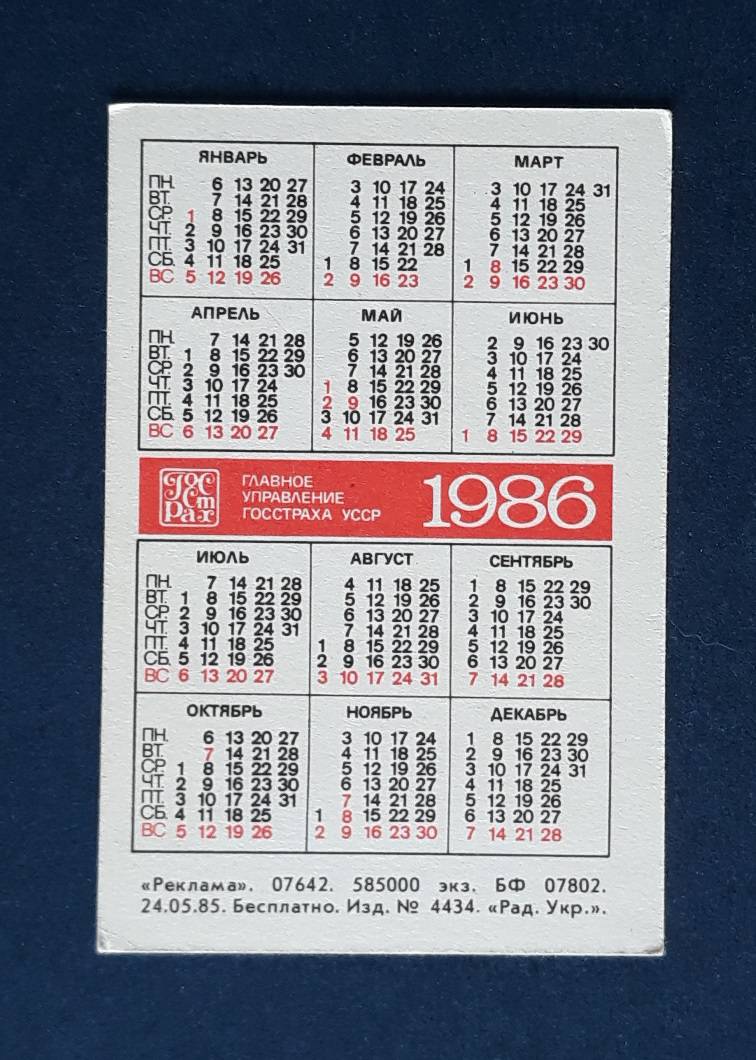 ЯНВАРЬ ФЕВРАЛЬ МАРТ
ПН. 6 13 20 27 3 10 17 24 3 10 17 24 31
ВТ. 7 14 21 28 4 11 18 25 4 11 18 25
СР. 1 8 15 22 29 5 12 19 26 5 12 19 26
ЧТ. 2 9 16 23 30 6 13 20 27 6 13 20 27
ПТ. 3 10 17 24 31 7 14 21 28 7 14 21 28
СБ. 4 11 18 25 1 8 15 22 1 8 15 22 29
ВС 5 12 19 26 2 9 16 23 2 9 16 23 30
АПРЕЛЬ МАЙ ИЮНЬ
ПН. 7 14 21 28 5 12 19 26 2 9 16 23 30
ВТ. 1 8 15 22 29 6 13 20 27 3 10 17 24
СР. 2 9 16 23 30 7 14 21 28 4 11 18 25
ЧТ. 3 10 17 24 1 8 15 22 29 5 12 19 26
ПТ. 4 11 18 25 2 9 16 23 30 6 13 20 27
СБ. 5 12 19 26 3 10 17 24 31 7 14 21 28
ВС 6 13 20 27 4 11 18 25 1 8 15 22 29
ГосСтрах
ГЛАВНОЕ
УПРАВЛЕНИЕ
ГОССТРАХА УССР
1986
ИЮЛЬ АВГУСТ СЕНТЯБРЬ
ПН. 7 14 21 28 4 11 18 25 1 8 15 22 29
ВТ. 1 8 15 22 29 5 12 19 26 2 9 16 23 30
СР. 2 9 16 23 30 6 13 20 27 3 10 17 24
ЧТ. 3 10 17 24 31 7 14 21 28 4 11 18 25
ПТ. 4 11 18 25 1 8 15 22 29 5 12 19 26
СБ. 5 12 19 26 2 9 16 23 30 6 13 20 27
ВС 6 13 20 27 3 10 17 24 31 7 14 21 28
ОКТЯБРЬ НОЯБРЬ ДЕКАБРЬ
ПН. 6 13 20 27 3 10 17 24 1 8 15 22 29
ВТ. 7 14 21 28 4 11 18 25 2 9 16 23 30
СР. 1 8 15 22 29 5 12 19 26 3 10 17 24 31
ЧТ. 2 9 16 23 30 6 13 20 27 4 11 18 25
ПТ. 3 10 17 24 31 7 14 21 28 5 12 19 26
СБ. 4 11 18 25 1 8 15 22 29 6 13 20 27
ВС 5 12 19 26 2 9 16 23 30 7 14 21 28
«Реклама». 07642. 585000 экз. БФ 07802.
24.05.85. Бесплатно. Изд. № 4434. «Рад. Укр.».